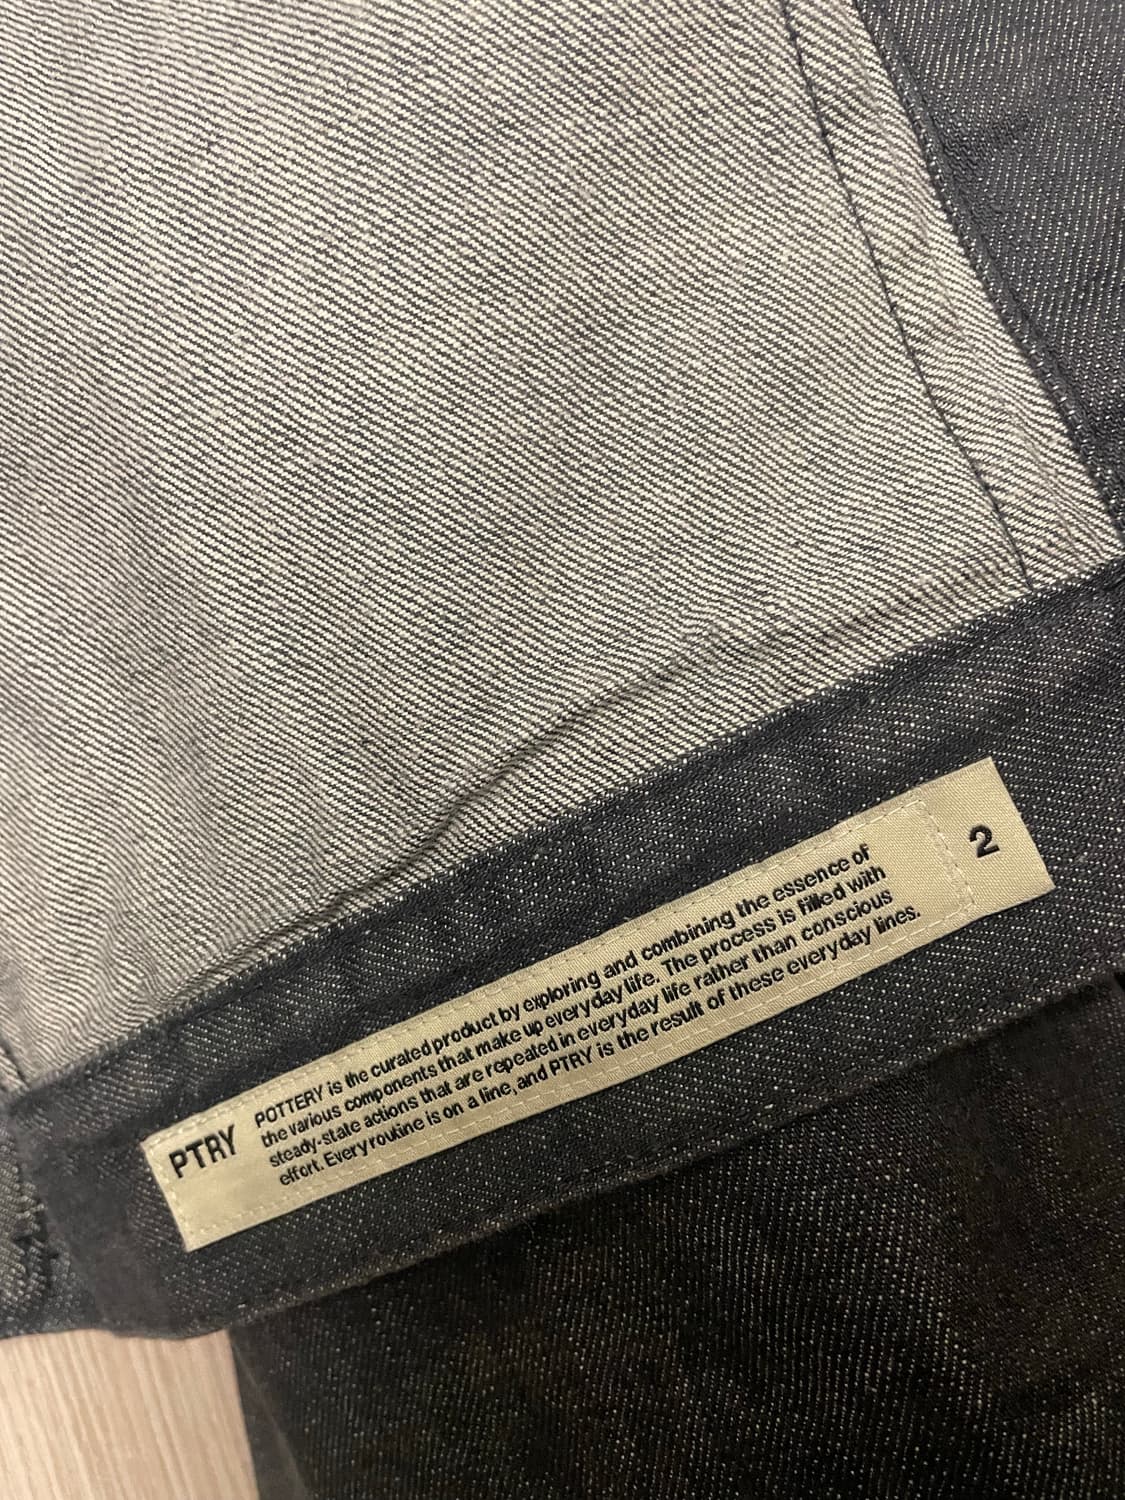 PTRY
POTTERY is the curated product by exploring and combining the essence of
the various components that make up everyday life. The process is filled with
steady-state actions that are repeated in everyday life rather than conscious
effort. Every routine is on a line, and PTRY is the result of these everyday lines.
2